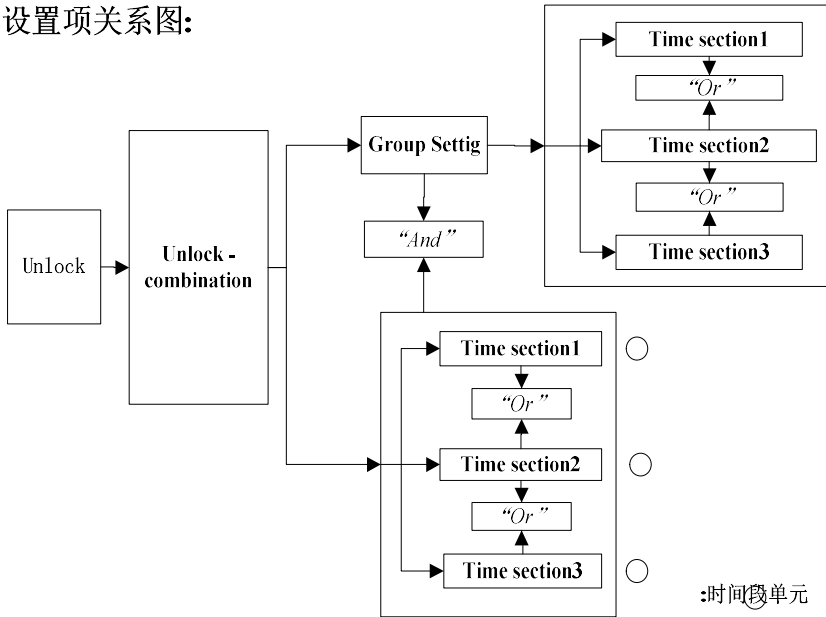 设置项关系图:
Time section1
“Or”
Time section2
“Or”
Time section3
Group Settig
“And”
Unlock
Unlock -
combination
Time section1
“Or”
Time section2
“Or”
Time section3
:时间段单元